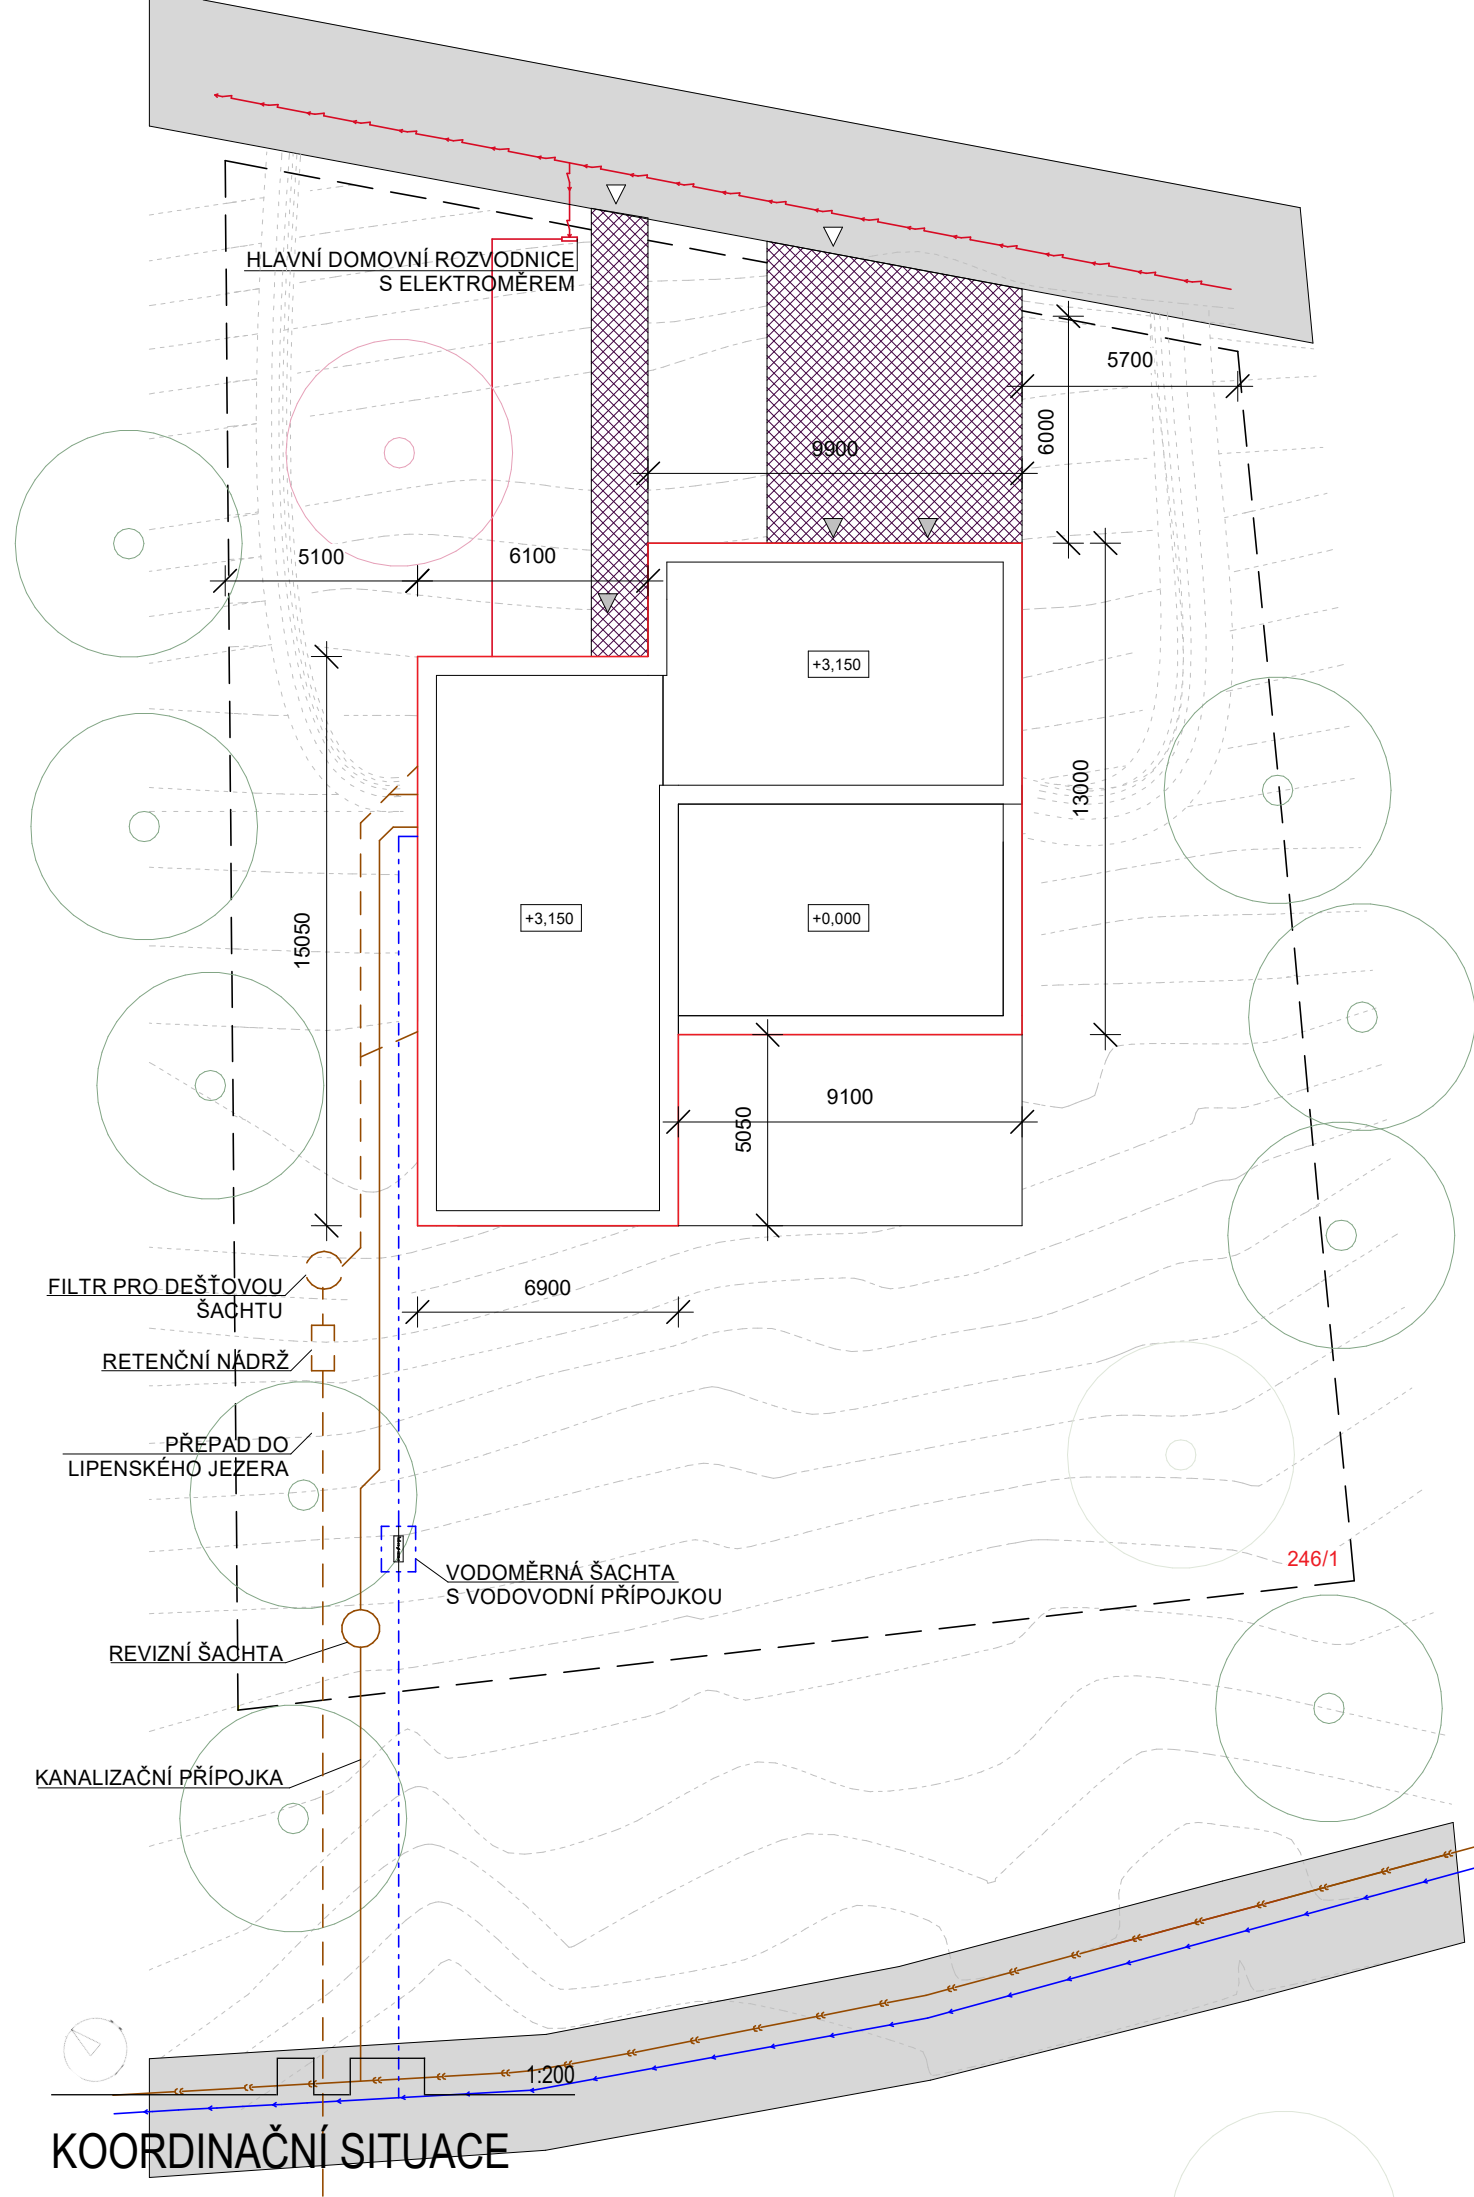 HLAVNÍ DOMOVNÍ ROZVODNICE
S ELEKTROMĚREM
5700
6000
9900
5100
6100
+3,150
13000
15050
+3,150
+0,000
9100
5050
6900
FILTR PRO DEŠŤOVOU
ŠACHTU
RETENČNÍ NÁDRŽ
PŘEPAD DO
LIPENSKÉHO JEZERA
246/1
VODOMĚRNÁ ŠACHTA
S VODOVODNÍ PŘÍPOJKOU
REVIZNÍ ŠACHTA
KANALIZAČNÍ PŘÍPOJKA
1:200
KOORDINAČNÍ SITUACE